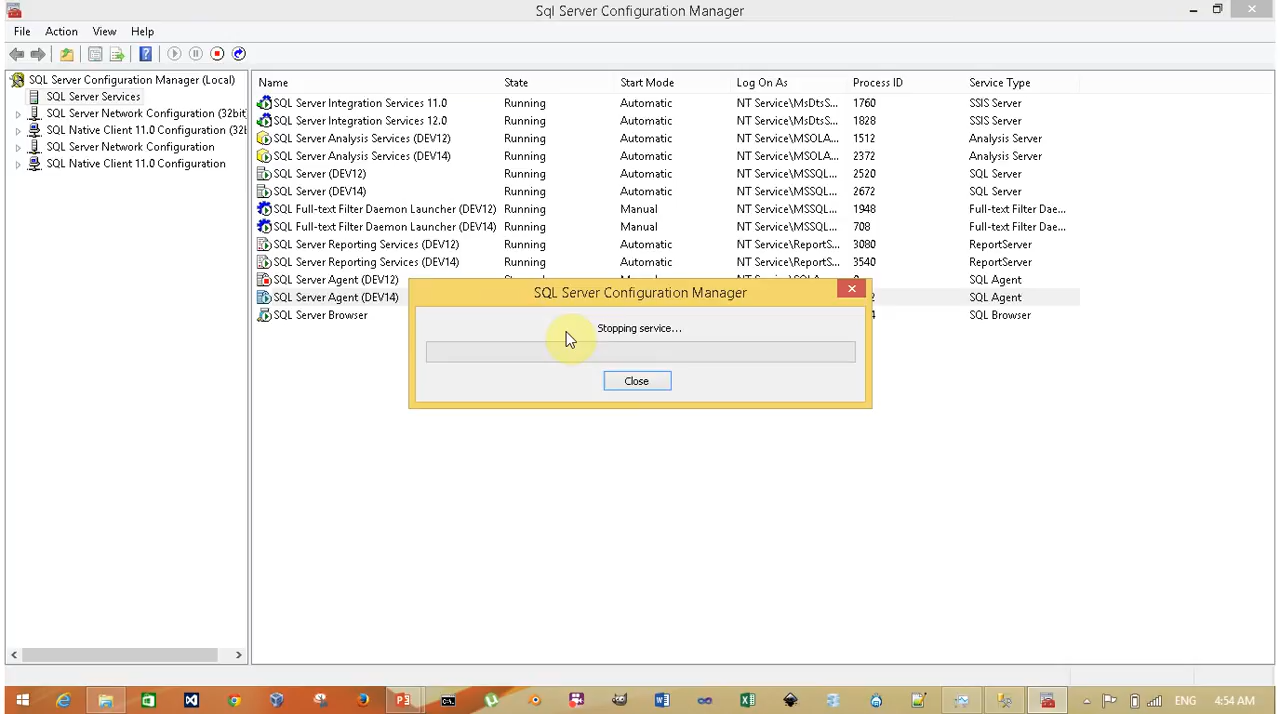 Sql Server Configuration Manager
File Action View Help
SQL Server Configuration Manager (Local)
SQL Server Services
SQL Server Network Configuration (32bit
SQL Native Client 11.0 Configuration (32b
SQL Server Network Configuration
SQL Native Client 11.0 Configuration
Name State Start Mode Log On As Process ID Service Type
SQL Server Integration Services 11.0 Running Automatic NT Service\MsDtsS... 1760 SSIS Server
SQL Server Integration Services 12.0 Running Automatic NT Service\MsDtsS... 1828 SSIS Server
SQL Server Analysis Services (DEV12) Running Automatic NT Service\MSOLA... 1512 Analysis Server
SQL Server Analysis Services (DEV14) Running Automatic NT Service\MSOLA... 2372 Analysis Server
SQL Server (DEV12) Running Automatic NT Service\MSSQL... 2520 SQL Server
SQL Server (DEV14) Running Automatic NT Service\MSSQL... 2672 SQL Server
SQL Full-text Filter Daemon Launcher (DEV12) Running Manual NT Service\MSSQL... 1948 Full-text Filter Dae...
SQL Full-text Filter Daemon Launcher (DEV14) Running Manual NT Service\MSSQL... 708 Full-text Filter Dae...
SQL Server Reporting Services (DEV12) Running Automatic NT Service\ReportS... 3080 ReportServer
SQL Server Reporting Services (DEV14) Running Automatic NT Service\ReportS... 3540 ReportServer
SQL Server Agent (DEV12) SQL Agent
SQL Server Agent (DEV14) 2 SQL Agent
SQL Server Browser 4 SQL Browser
SQL Server Configuration Manager
Stopping service...
Close
ENG 4:54 AM